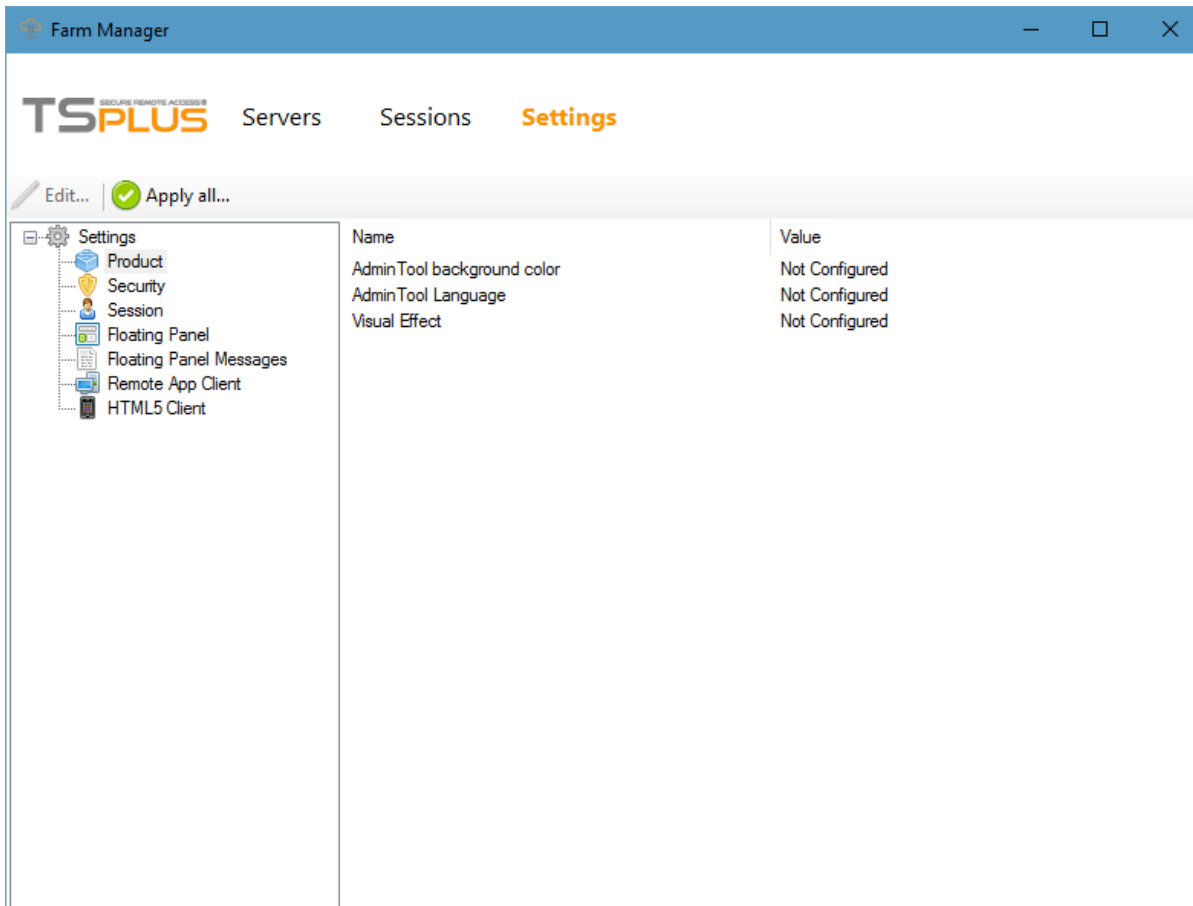 Farm Manager
SECURE REMOTE ACCESS®
TSPLUS Servers Sessions Settings
Edit... Apply all...
Settings
Product
Security
Session
Floating Panel
Floating Panel Messages
Remote App Client
HTML5 Client
Name Value
AdminTool background color Not Configured
AdminTool Language Not Configured
Visual Effect Not Configured